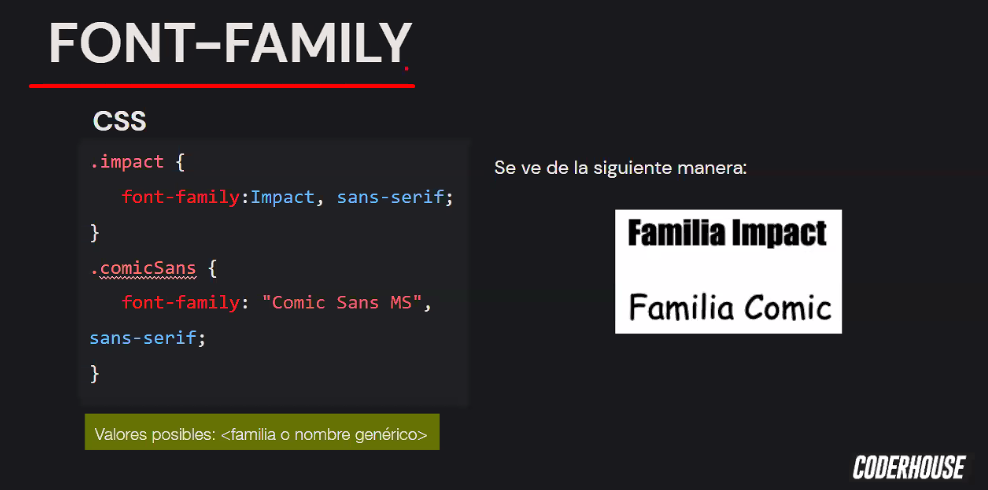 FONT-FAMILY
CSS
.impact {
font-family:Impact, sans-serif;
}
.comicSans {
font-family: "Comic Sans MS",
sans-serif;
}
Valores posibles: <familia o nombre genérico>
Se ve de la siguiente manera:
Familia Impact
Familia Comic
CODERHOUSE